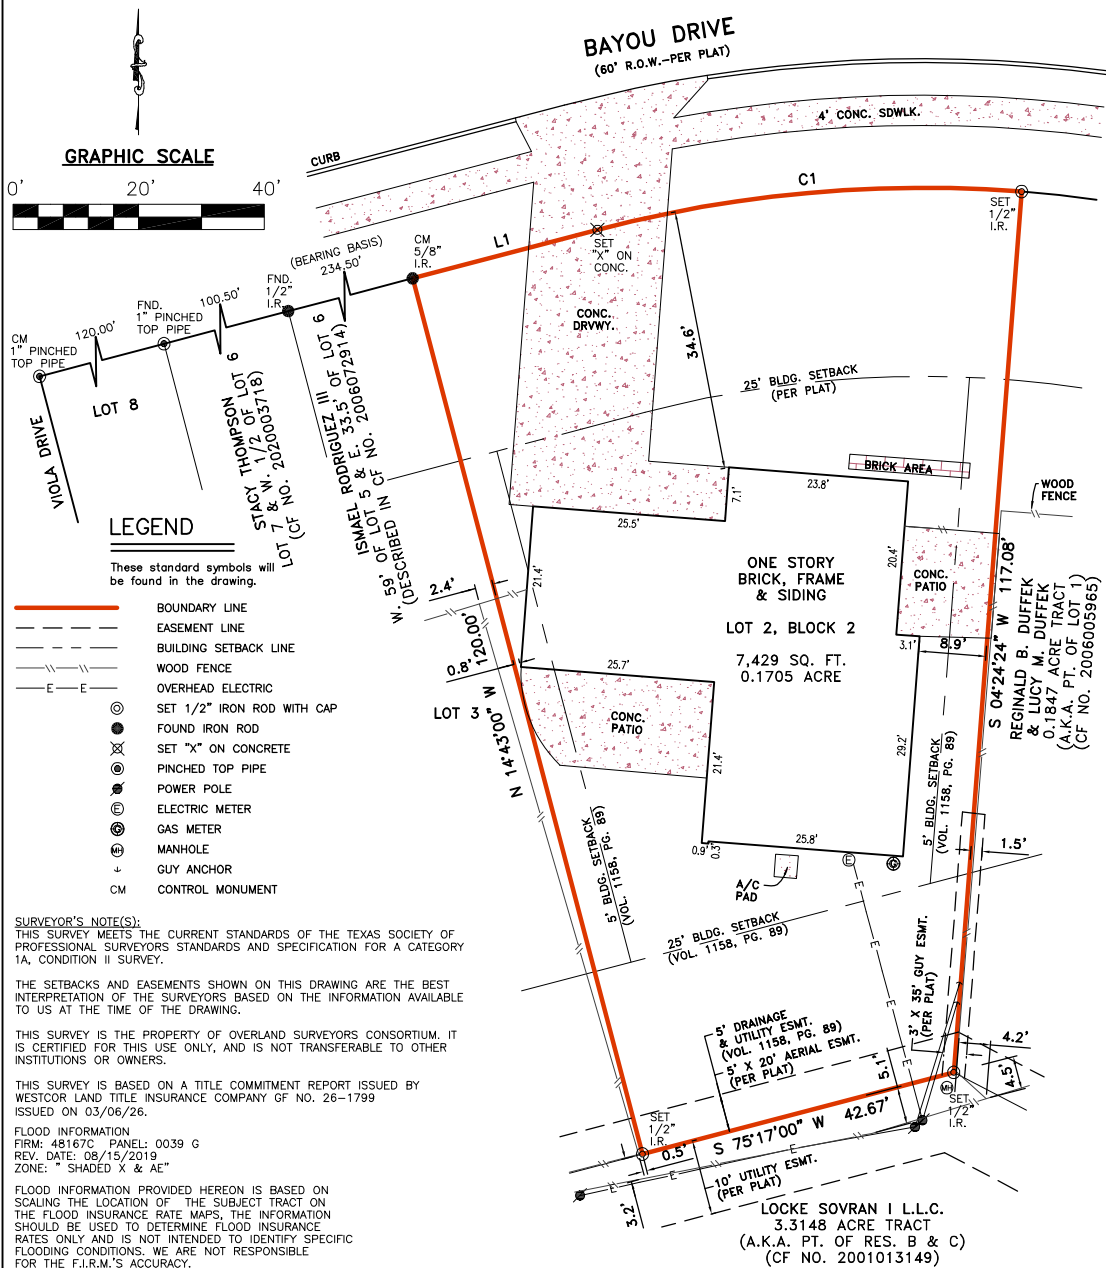 BAYOU DRIVE
(60' R.O.W.-PER PLAT)
GRAPHIC SCALE
0' 20' 40'
CURB
4' CONC. SDWLK.
C1
L1
(BEARING BASIS)
234.50'
CM
5/8"
I.R.
SET
"X" ON
CONC.
SET
1/2"
I.R.
FND.
1/2"
I.R.
100.50'
FND.
1" PINCHED
TOP PIPE
120.00'
CM
1" PINCHED
TOP PIPE
LOT 8
VIOLA DRIVE
STACY THOMPSON
LOT 7 & W. 1/2 OF LOT 6
(CF NO. 2020003718)
ISMAEL RODRIGUEZ III
W. 59' OF LOT 5 & E. 33.5' OF LOT 6
(DESCRIBED IN CF NO. 2006072914)
CONC.
DRVWY.
34.6'
25' BLDG. SETBACK
(PER PLAT)
BRICK AREA
WOOD
FENCE
23.8'
7.1'
25.5'
21.4'
20.4'
ONE STORY
BRICK, FRAME
& SIDING
LOT 2, BLOCK 2
7,429 SQ. FT.
0.1705 ACRE
CONC.
PATIO
3.1'
8.9'
S 04°24'24" W 117.08'
REGINALD B. DUFFEK
& LUCY M. DUFFEK
0.1847 ACRE TRACT
(A.K.A. PT. OF LOT 1)
(CF NO. 2006005965)
2.4'
0.8'
N 14°43'00" W 120.00'
LOT 3
25.7'
CONC.
PATIO
21.4'
29.2'
25.8'
0.9'
0.3'
A/C
PAD
5' BLDG. SETBACK
(VOL. 1158, PG. 89)
5' BLDG. SETBACK
(VOL. 1158, PG. 89)
1.5'
25' BLDG. SETBACK
(VOL. 1158, PG. 89)
3' X 35' GUY ESMT.
(PER PLAT)
5' DRAINAGE
& UTILITY ESMT.
(VOL. 1158, PG. 89)
5' X 20' AERIAL ESMT.
(PER PLAT)
5.1'
4.2'
4.5'
SET
1/2"
I.R.
SET
1/2"
I.R.
S 75°17'00" W 42.67'
0.5'
3.2'
10' UTILITY ESMT.
(PER PLAT)
LOCKE SOVRAN I L.L.C.
3.3148 ACRE TRACT
(A.K.A. PT. OF RES. B & C)
(CF NO. 2001013149)
E
E
E
E
E
E
E
E
G
MH
LEGEND
These standard symbols will
be found in the drawing.
BOUNDARY LINE
EASEMENT LINE
BUILDING SETBACK LINE
WOOD FENCE
E E OVERHEAD ELECTRIC
SET 1/2" IRON ROD WITH CAP
FOUND IRON ROD
SET "X" ON CONCRETE
PINCHED TOP PIPE
POWER POLE
E ELECTRIC METER
G GAS METER
MH MANHOLE
GUY ANCHOR
CM CONTROL MONUMENT
SURVEYOR'S NOTE(S):
THIS SURVEY MEETS THE CURRENT STANDARDS OF THE TEXAS SOCIETY OF
PROFESSIONAL SURVEYORS STANDARDS AND SPECIFICATION FOR A CATEGORY
1A, CONDITION II SURVEY.
THE SETBACKS AND EASEMENTS SHOWN ON THIS DRAWING ARE THE BEST
INTERPRETATION OF THE SURVEYORS BASED ON THE INFORMATION AVAILABLE
TO US AT THE TIME OF THE DRAWING.
THIS SURVEY IS THE PROPERTY OF OVERLAND SURVEYORS CONSORTIUM. IT
IS CERTIFIED FOR THIS USE ONLY, AND IS NOT TRANSFERABLE TO OTHER
INSTITUTIONS OR OWNERS.
THIS SURVEY IS BASED ON A TITLE COMMITMENT REPORT ISSUED BY
WESTCOR LAND TITLE INSURANCE COMPANY GF NO. 26-1799
ISSUED ON 03/06/26.
FLOOD INFORMATION
FIRM: 48167C PANEL: 0039 G
REV. DATE: 08/15/2019
ZONE: " SHADED X & AE"
FLOOD INFORMATION PROVIDED HEREON IS BASED ON
SCALING THE LOCATION OF THE SUBJECT TRACT ON
THE FLOOD INSURANCE RATE MAPS, THE INFORMATION
SHOULD BE USED TO DETERMINE FLOOD INSURANCE
RATES ONLY AND IS NOT INTENDED TO IDENTIFY SPECIFIC
FLOODING CONDITIONS. WE ARE NOT RESPONSIBLE
FOR THE F.I.R.M.'S ACCURACY.